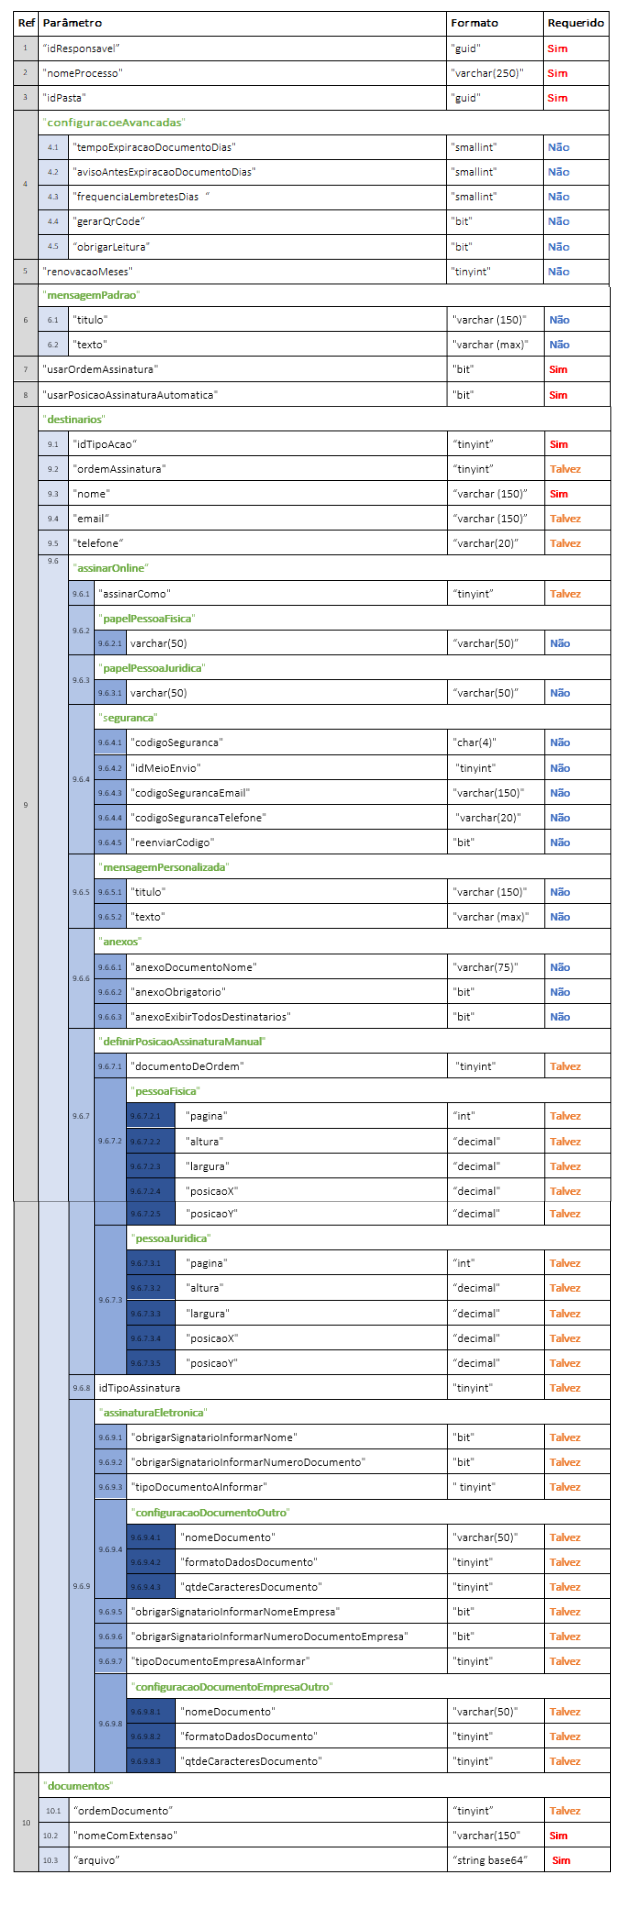 Ref Parâmetro Formato Requerido
1 “idResponsavel” "guid" Sim
2 "nomeProcesso" "varchar(250)" Sim
3 "idPasta" "guid" Sim
4
"configuracoeAvancadas"
4.1 "tempoExpiracaoDocumentoDias" "smallint" Não
4.2 "avisoAntesExpiracaoDocumentoDias" "smallint" Não
4.3 "frequenciaLembretesDias “ "smallint" Não
4.4 "gerarQrCode” "bit" Não
4.5 “obrigarLeitura” "bit" Não
5 "renovacaoMeses" "tinyint" Não
6
"mensagemPadrao"
6.1 "titulo" "varchar (150)" Não
6.2 "texto" "varchar (max)" Não
7 "usarOrdemAssinatura" "bit" Sim
8 "usarPosicaoAssinaturaAutomatica" "bit" Sim
9
"destinarios"
9.1 "idTipoAcao” “tinyint” Sim
9.2 "ordemAssinatura" “tinyint” Talvez
9.3 "nome" “varchar (150)” Sim
9.4 "email” “varchar (150)” Talvez
9.5 "telefone” “varchar(20)” Talvez
9.6
"assinarOnline”
9.6.1 "assinarComo" “tinyint” Talvez
9.6.2
"papelPessoaFisica"
9.6.2.1 varchar(50) “varchar(50)” Não
9.6.3
"papelPessoaJuridica"
9.6.3.1 varchar(50) “varchar(50)” Não
9.6.4
"seguranca"
9.6.4.1 "codigoSeguranca" "char(4)" Não
9.6.4.2 "idMeioEnvio" "tinyint" Não
9.6.4.3 "codigoSegurancaEmail" "varchar(150)" Não
9.6.4.4 "codigoSegurancaTelefone" "varchar(20)" Não
9.6.4.5 "reenviarCodigo" "bit" Não
9.6.5
"mensagemPersonalizada"
9.6.5.1 "titulo" "varchar (150)" Não
9.6.5.2 "texto" "varchar (max)" Não
9.6.6
"anexos"
9.6.6.1 "anexoDocumentoNome" "varchar(75)" Não
9.6.6.2 "anexoObrigatorio" "bit" Não
9.6.6.3 "anexoExibirTodosDestinatarios" "bit" Não
9.6.7
"definirPosicaoAssinaturaManual"
9.6.7.1 "documentoDeOrdem" "tinyint" Talvez
9.6.7.2
"pessoaFisica"
9.6.7.2.1 "pagina" “int" Talvez
9.6.7.2.2 "altura" “decimal" Talvez
9.6.7.2.3 "largura" “decimal" Talvez
9.6.7.2.4 "posicaoX" “decimal" Talvez
9.6.7.2.5 "posicaoY" “decimal" Talvez
9.6.7.3
"pessoaJuridica"
9.6.7.3.1 "pagina" “int" Talvez
9.6.7.3.2 "altura" “decimal" Talvez
9.6.7.3.3 "largura" “decimal" Talvez
9.6.7.3.4 "posicaoX" “decimal" Talvez
9.6.7.3.5 "posicaoY" “decimal" Talvez
9.6.8 idTipoAssinatura "tinyint" Talvez
9.6.9
"assinaturaEletronica"
9.6.9.1 "obrigarSignatarioInformarNome" "bit" Talvez
9.6.9.2 "obrigarSignatarioInformarNumeroDocumento" "bit" Talvez
9.6.9.3 "tipoDocumentoAInformar" " tinyint" Talvez
9.6.9.4
"configuracaoDocumentoOutro"
9.6.9.4.1 "nomeDocumento" "varchar(50)" Talvez
9.6.9.4.2 "formatoDadosDocumento" "tinyint" Talvez
9.6.9.4.3 "qtdeCaracteresDocumento" "tinyint" Talvez
9.6.9.5 "obrigarSignatarioInformarNomeEmpresa" "bit" Talvez
9.6.9.6 "obrigarSignatarioInformarNumeroDocumentoEmpresa" "bit" Talvez
9.6.9.7 "tipoDocumentoEmpresaAInformar" "tinyint" Talvez
9.6.9.8
"configuracaoDocumentoEmpresaOutro"
9.6.9.8.1 "nomeDocumento" "varchar(50)" Talvez
9.6.9.8.2 "formatoDadosDocumento" "tinyint" Talvez
9.6.9.8.3 "qtdeCaracteresDocumento" "tinyint" Talvez
10
"documentos"
10.1 “ordemDocumento” “tinyint” Talvez
10.2 "nomeComExtensao" "varchar(150" Sim
10.3 “arquivo” “string base64” Sim